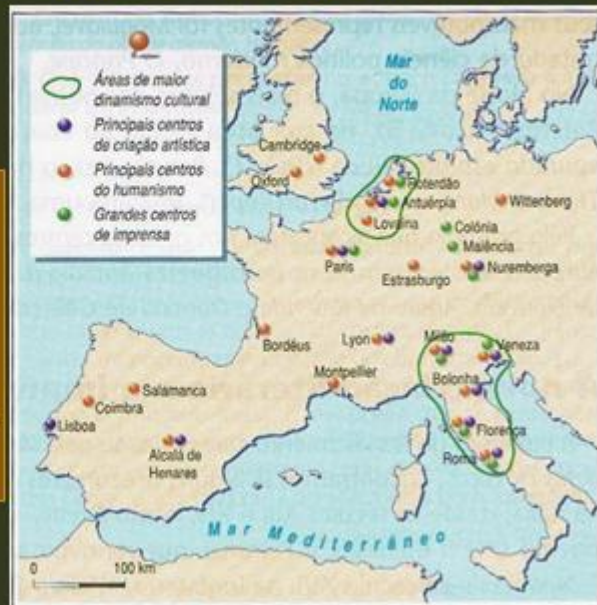 Áreas de maior
dinamismo cultural
Principais centros
de criação artística
Principais centros
do humanismo
Grandes centros
de imprensa
Mar
do
Norte
Cambridge
Oxford
Roterdão
Antuérpia
Lovaina
Wittenberg
Colónia
Maiência
Paris
Estrasburgo
Nuremberga
Bordéus
Lyon
Milão
Veneza
Bolonha
Montpellier
Salamanca
Coimbra
Lisboa
Florença
Alcalá de
Henares
Roma
Mar Mediterrâneo
0 100 km